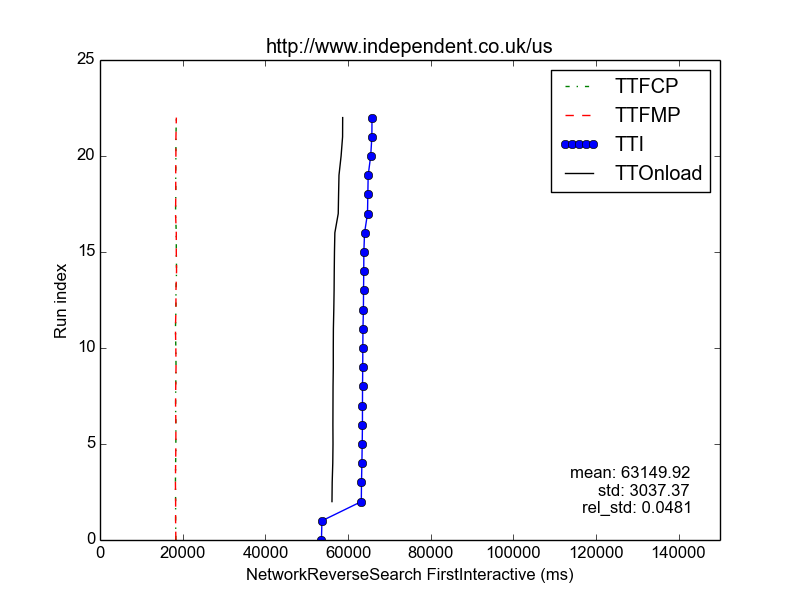 http://www.independent.co.uk/us
25
20
15
10
5
0
Run index
TTFCP
TTFMP
TTI
TTOnload
mean: 63149.92
std: 3037.37
rel_std: 0.0481
0 20000 40000 60000 80000 100000 120000 140000
NetworkReverseSearch FirstInteractive (ms)